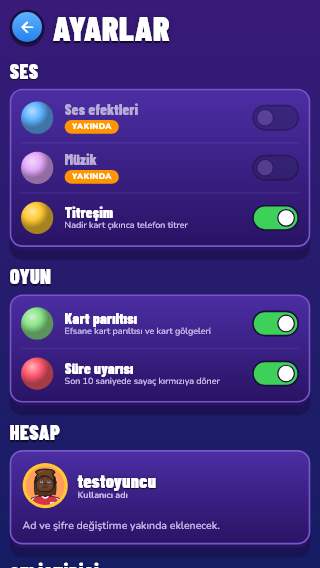 AYARLAR
SES
Ses efektleri
YAKINDA
Müzik
YAKINDA
Titreşim
Nadir kart çıkınca telefon titrer
OYUN
Kart parıltısı
Efsane kart parıltısı ve kart gölgeleri
Süre uyarısı
Son 10 saniyede sayaç kırmızıya döner
HESAP
testoyuncu
Kullanıcı adı
Ad ve şifre değiştirme yakında eklenecek.